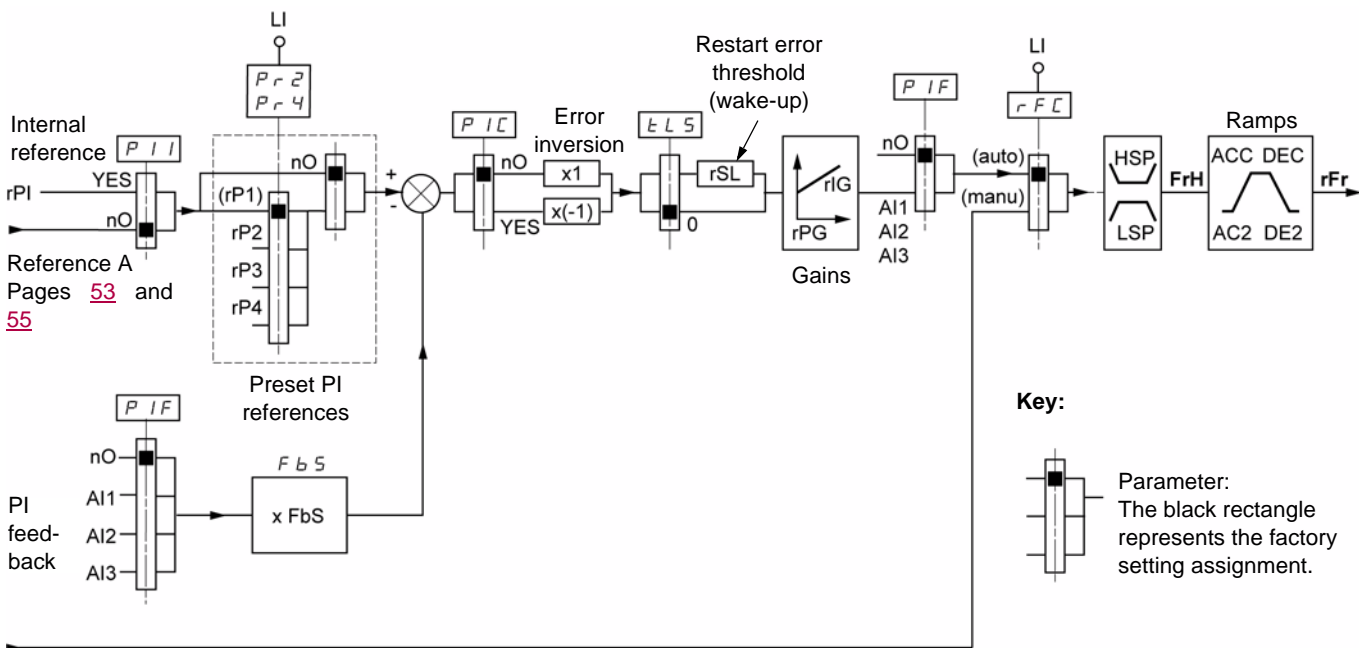 LI
Pr2
Pr4
Internal
reference
PII
YES
rPI
nO
Reference A
Pages 53 and
55
(rP1)
rP2
rP3
rP4
nO
Preset PI
references
+
-
PIC
nO
YES
Error
inversion
x1
x(-1)
tLS
Restart error
threshold
(wake-up)
rSL
0
rIG
rPG
Gains
PIF
nO
AI1
AI2
AI3
LI
rFC
(auto)
(manu)
HSP
LSP
FrH
Ramps
ACC DEC
AC2 DE2
rFr
PIF
nO
AI1
AI2
AI3
PI
feed-
back
FbS
x FbS
Key:
Parameter:
The black rectangle
represents the factory
setting assignment.